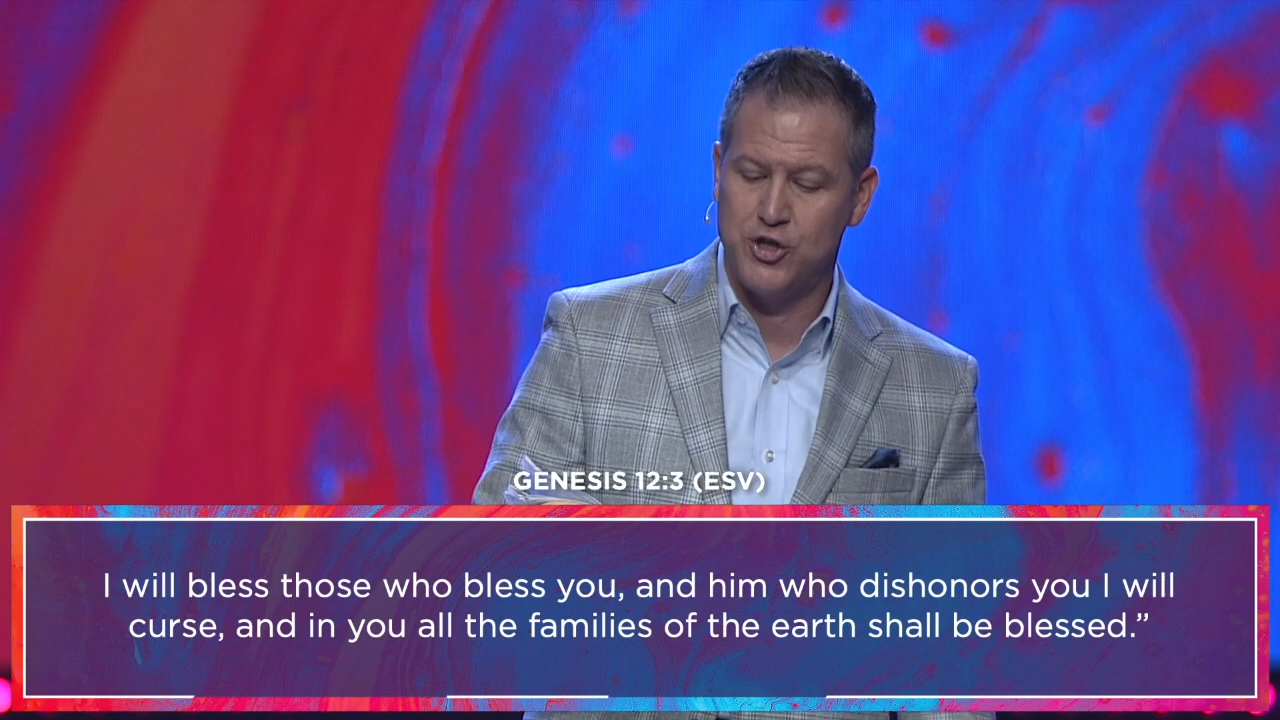 GENESIS 12:3 (ESV)
I will bless those who bless you, and him who dishonors you I will
curse, and in you all the families of the earth shall be blessed.”